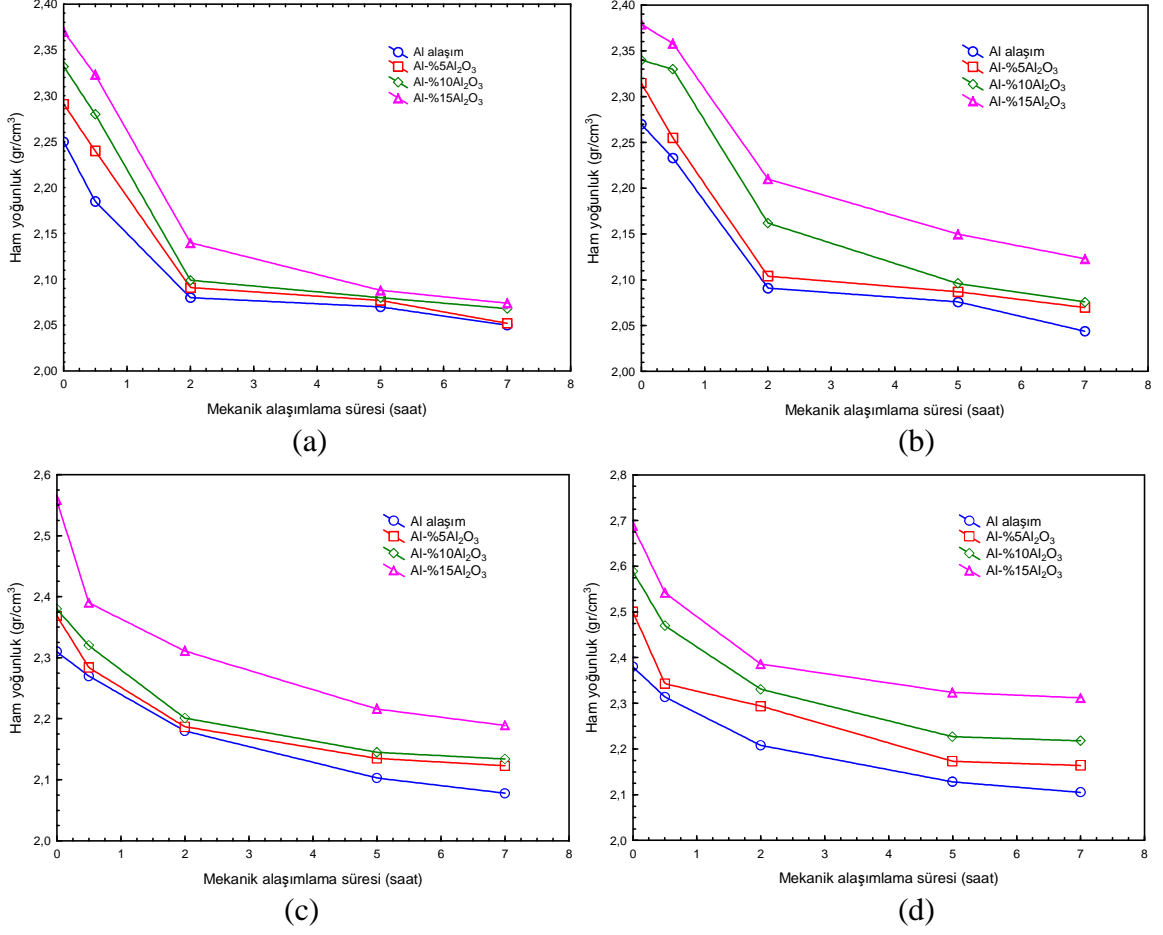 2,40
2,35
2,30
2,25
2,20
2,15
2,10
2,05
2,00
Ham yoğunluk (gr/cm³)
Al alaşım
Al-%5Al₂O₃
Al-%10Al₂O₃
Al-%15Al₂O₃
0 1 2 3 4 5 6 7 8
Mekanik alaşımlama süresi (saat)
(a)
2,40
2,35
2,30
2,25
2,20
2,15
2,10
2,05
2,00
Ham yoğunluk (gr/cm³)
Al alaşım
Al-%5Al₂O₃
Al-%10Al₂O₃
Al-%15Al₂O₃
0 1 2 3 4 5 6 7 8
Mekanik alaşımlama süresi (saat)
(b)
2,6
2,5
2,4
2,3
2,2
2,1
2,0
Ham yoğunluk (gr/cm³)
Al alaşım
Al-%5Al₂O₃
Al-%10Al₂O₃
Al-%15Al₂O₃
0 1 2 3 4 5 6 7 8
Mekanik alaşımlama süresi (saat)
(c)
2,8
2,7
2,6
2,5
2,4
2,3
2,2
2,1
2,0
Ham yoğunluk (gr/cm³)
Al alaşım
Al-%5Al₂O₃
Al-%10Al₂O₃
Al-%15Al₂O₃
0 1 2 3 4 5 6 7 8
Mekanik alaşımlama süresi (saat)
(d)